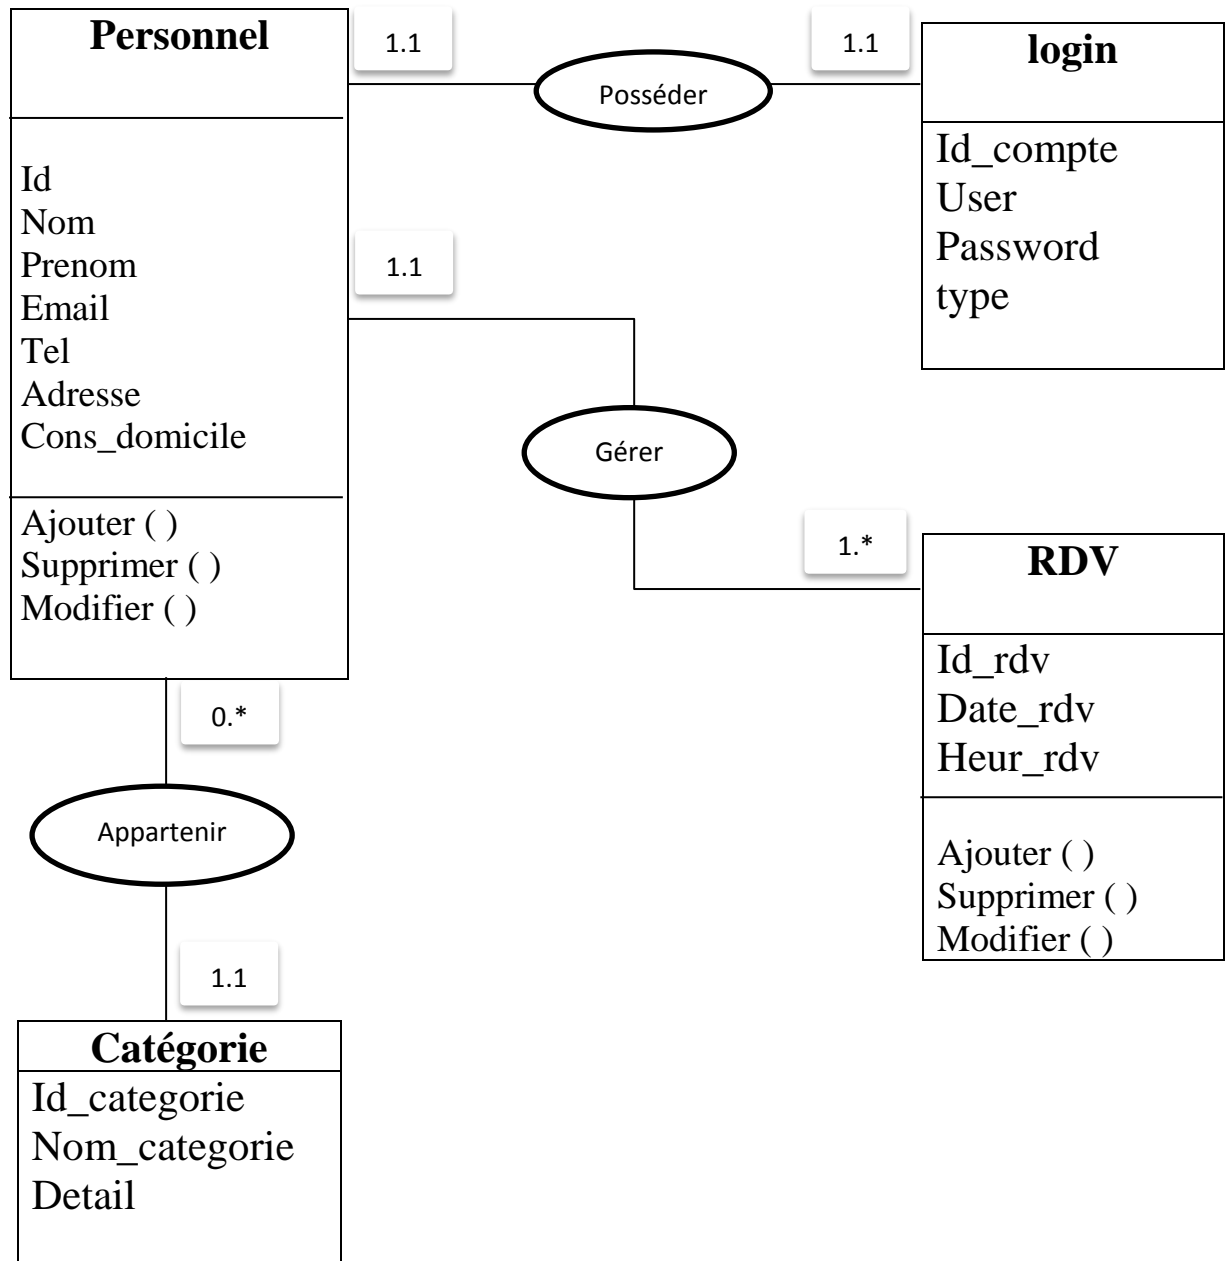 Personnel
Id
Nom
Prenom
Email
Tel
Adresse
Cons_domicile
Ajouter ( )
Supprimer ( )
Modifier ( )
1.1
Posséder
1.1
login
Id_compte
User
Password
type
1.1
Gérer
1.*
RDV
Id_rdv
Date_rdv
Heur_rdv
Ajouter ( )
Supprimer ( )
Modifier ( )
0.*
Appartenir
1.1
Catégorie
Id_categorie
Nom_categorie
Detail